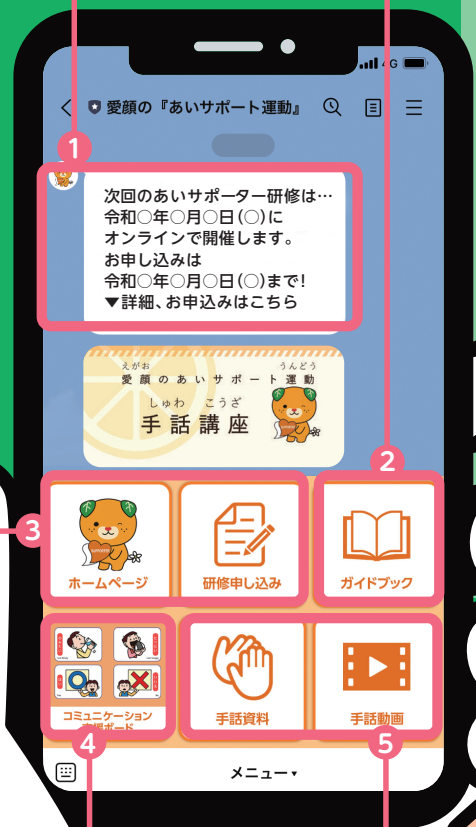 4G
愛顔の『あいサポート運動』
1
次回のあいサポーター研修は…
令和○年○月○日(○)に
オンラインで開催します。
お申し込みは
令和○年○月○日(○)まで!
▼詳細、お申込みはこちら
えがお うんどう
愛顔のあいサポート運動
しゅわ こうざ
手話講座
2
3
ホームページ
研修申し込み
ガイドブック
コミュニケーション
支援ボード
手話資料
手話動画
4
5
メニュー▼